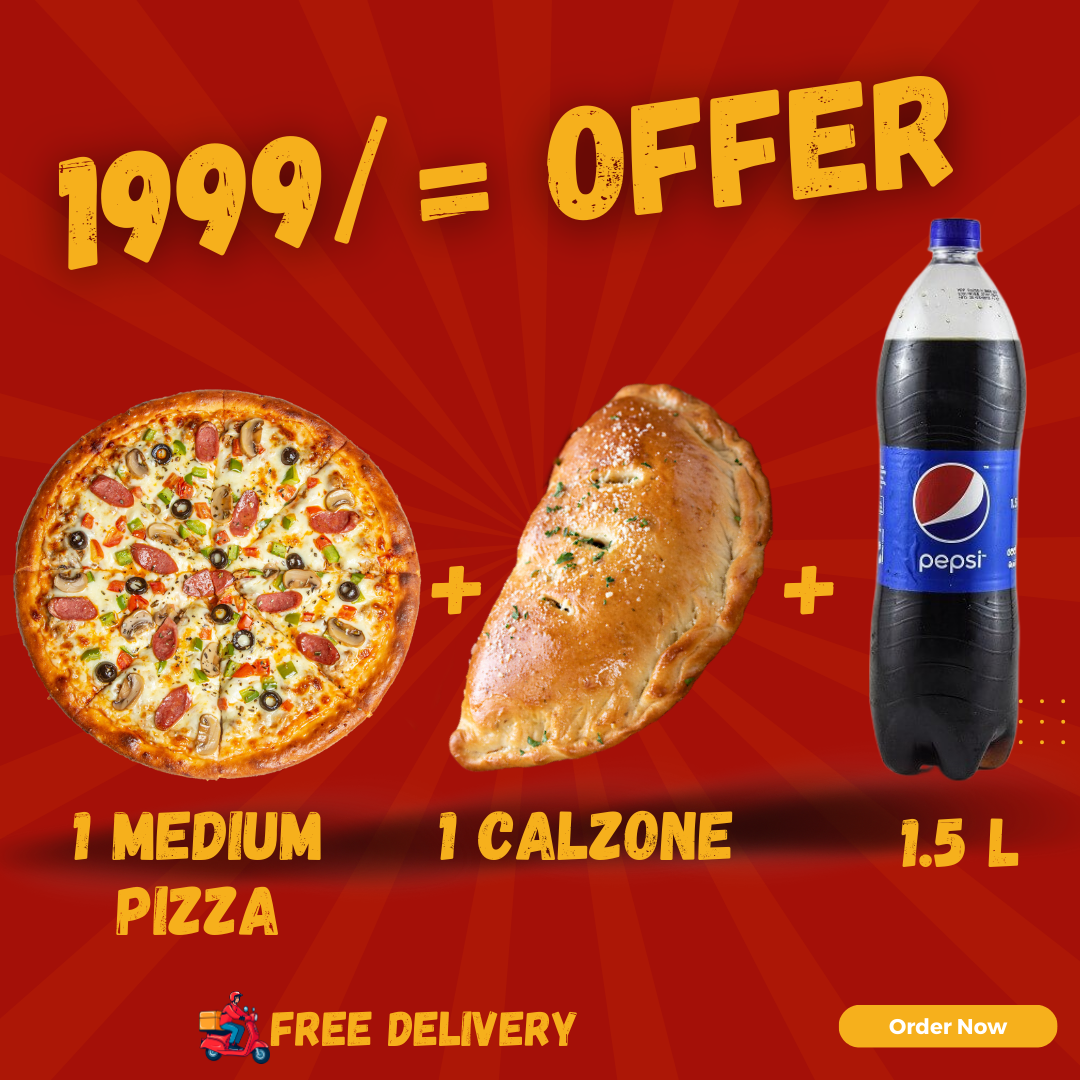 1999/= OFFER
pepsi
1 MEDIUM
PIZZA
1 CALZONE
1.5 L
FREE DELIVERY
Order Now